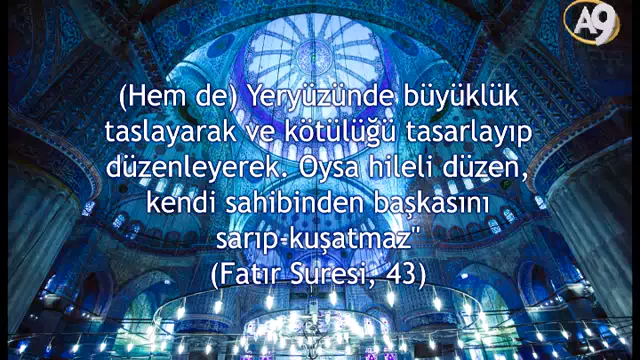 A9
(Hem de) Yeryüzünde büyüklük
taslayarak ve kötülüğü tasarlayıp
düzenleyerek. Oysa hileli düzen,
kendi sahibinden başkasını
sarıp-kuşatmaz"
(Fatır Suresi, 43)